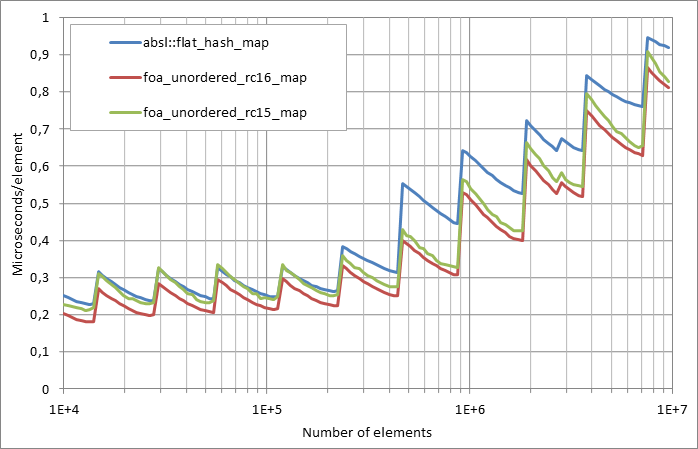 1
0,9
0,8
0,7
0,6
0,5
0,4
0,3
0,2
0,1
0
Microseconds/element
absl::flat_hash_map
foa_unordered_rc16_map
foa_unordered_rc15_map
1E+4 1E+5 1E+6 1E+7
Number of elements